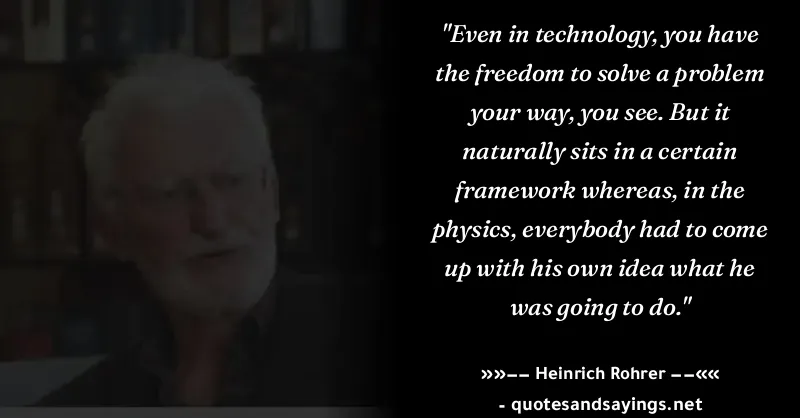 "Even in technology, you have
the freedom to solve a problem
your way, you see. But it
naturally sits in a certain
framework whereas, in the
physics, everybody had to come
up with his own idea what he
was going to do."
»»–– Heinrich Rohrer ––««
- quotesandsayings.net